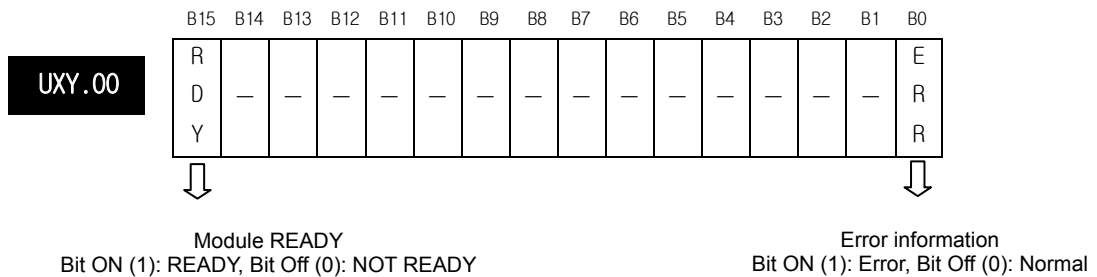 B15 B14 B13 B12 B11 B10 B9 B8 B7 B6 B5 B4 B3 B2 B1 B0
UXY.00
R E
D – – – – – – – – – – – – – – R
Y R
Module READY
Bit ON (1): READY, Bit Off (0): NOT READY
Error information
Bit ON (1): Error, Bit Off (0): Normal